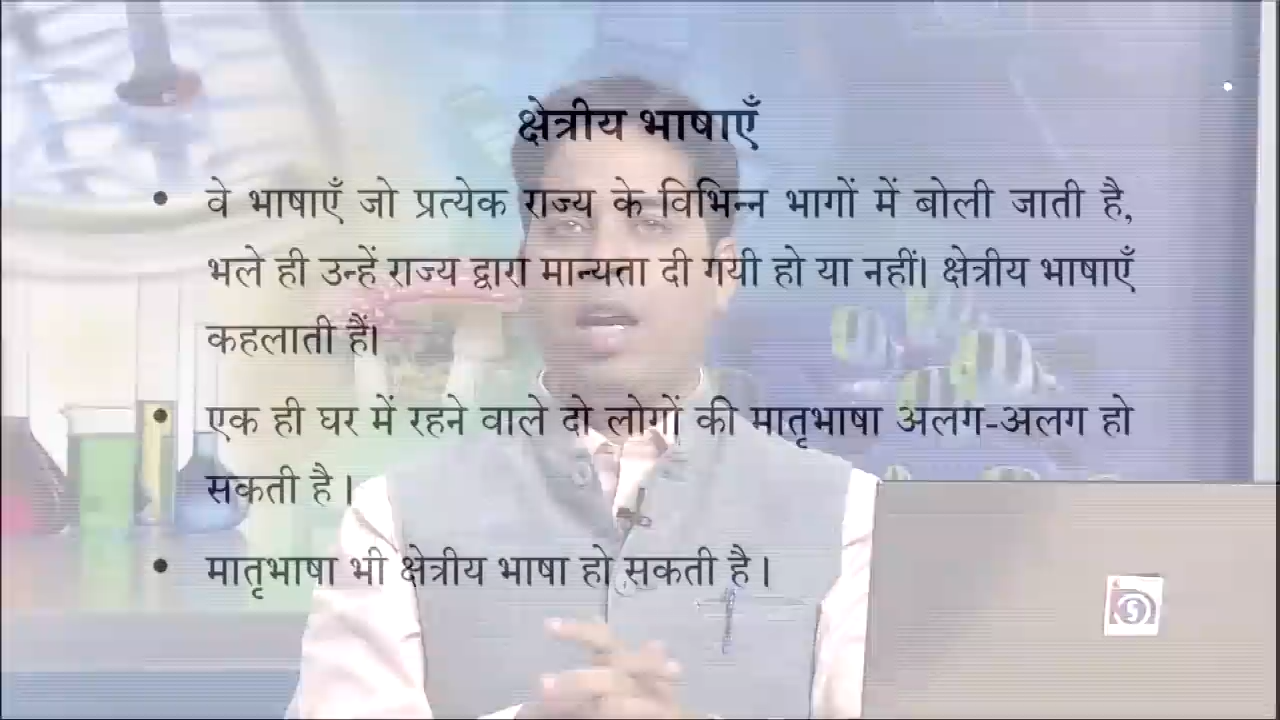 क्षेत्रीय भाषाएँ
• वे भाषाएँ जो प्रत्येक राज्य के विभिन्न भागों में बोली जाती है,
भले ही उन्हें राज्य द्वारा मान्यता दी गयी हो या नहीं। क्षेत्रीय भाषाएँ
कहलाती हैं।
• एक ही घर में रहने वाले दो लोगों की मातृभाषा अलग-अलग हो
सकती है ।
• मातृभाषा भी क्षेत्रीय भाषा हो सकती है ।